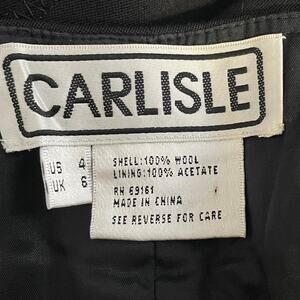 CARLISLE
US 4
UK 6
SHELL:100% WOOL
LINING:100% ACETATE
RN 69161
MADE IN CHINA
SEE REVERSE FOR CARE